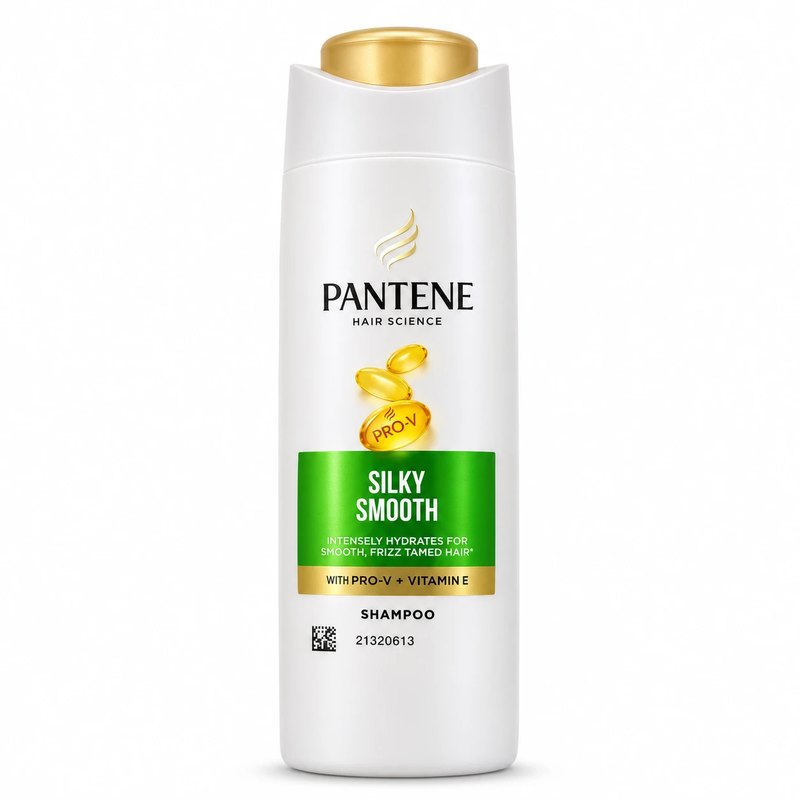 PANTENE
HAIR SCIENCE
PRO-V
SILKY
SMOOTH
INTENSELY HYDRATES FOR
SMOOTH, FRIZZ TAMED HAIR*
WITH PRO-V + VITAMIN E
SHAMPOO
21320613